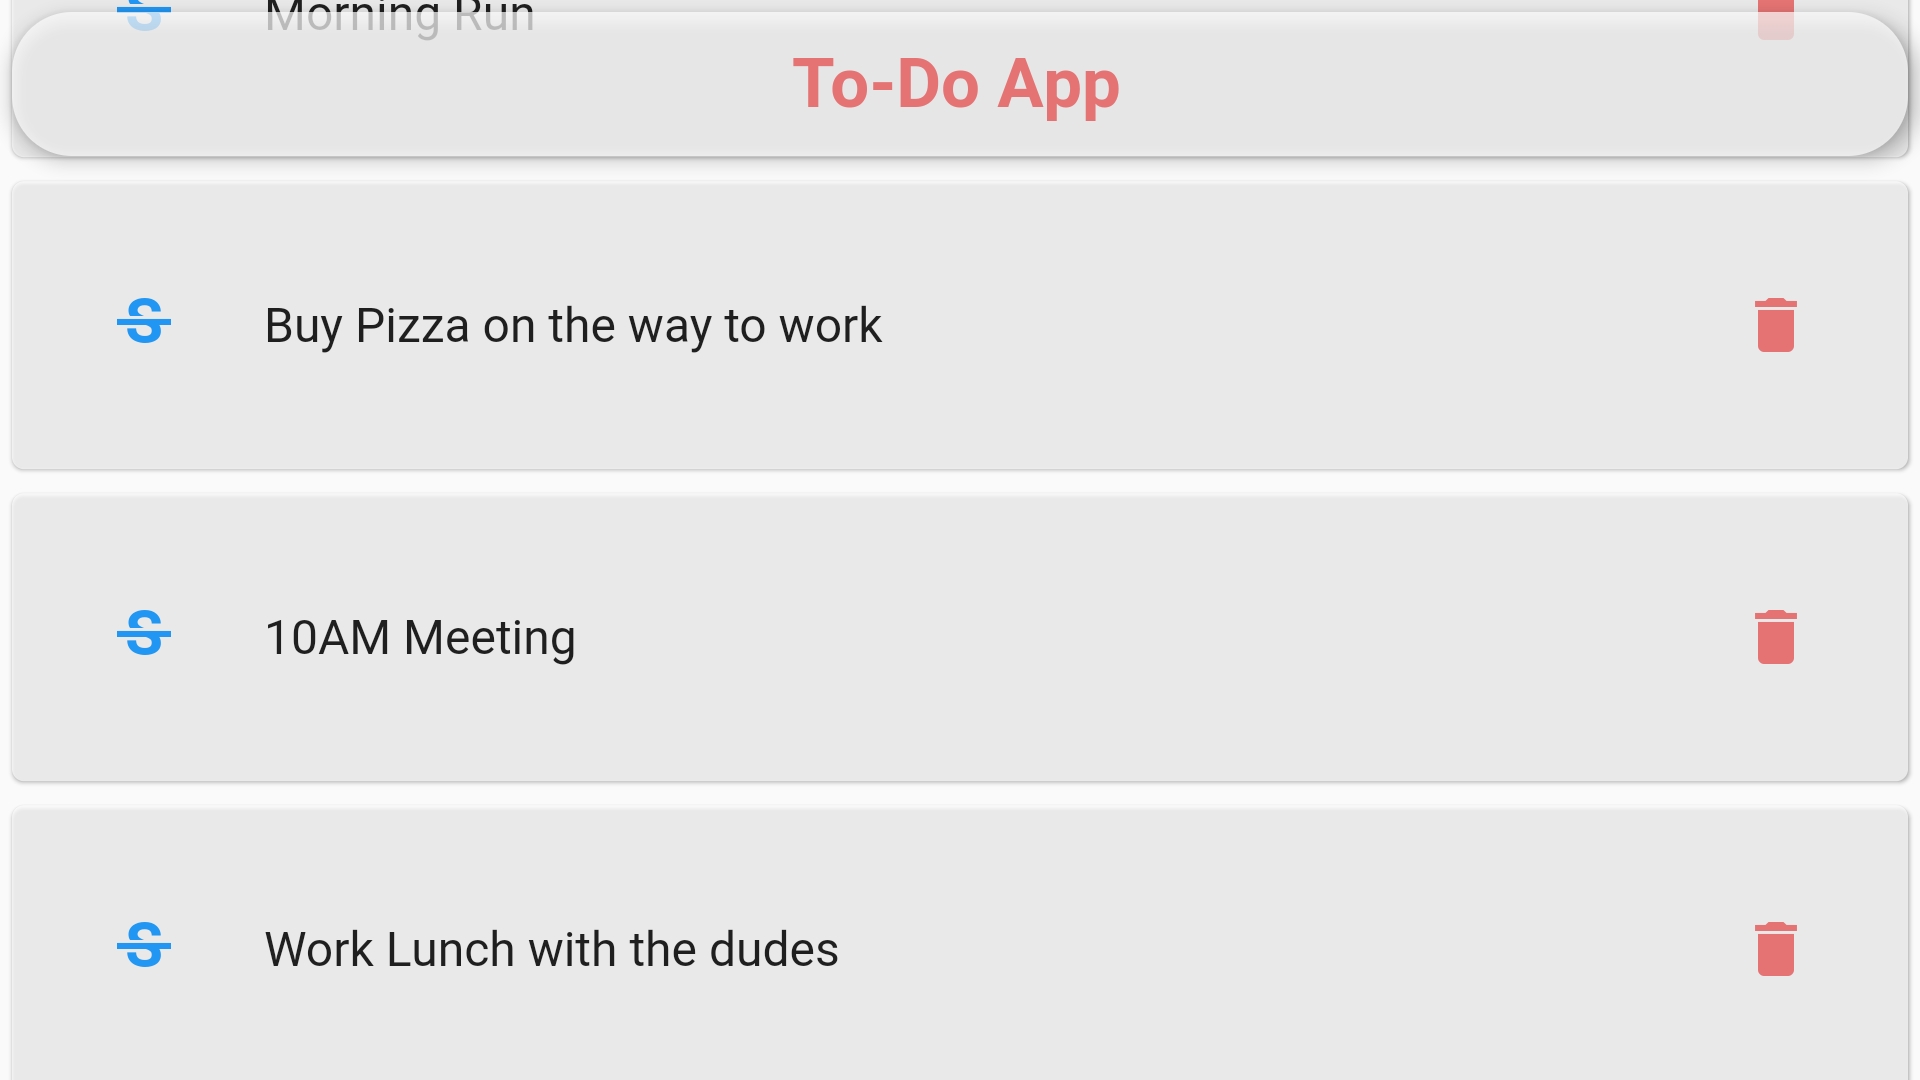 Morning Run
To-Do App
Buy Pizza on the way to work
10AM Meeting
Work Lunch with the dudes